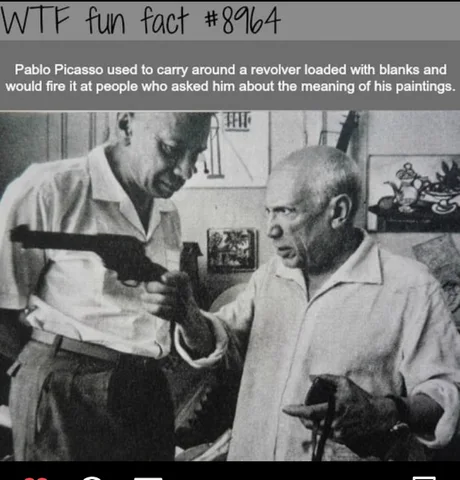 WTF fun fact #8964
Pablo Picasso used to carry around a revolver loaded with blanks and
would fire it at people who asked him about the meaning of his paintings.